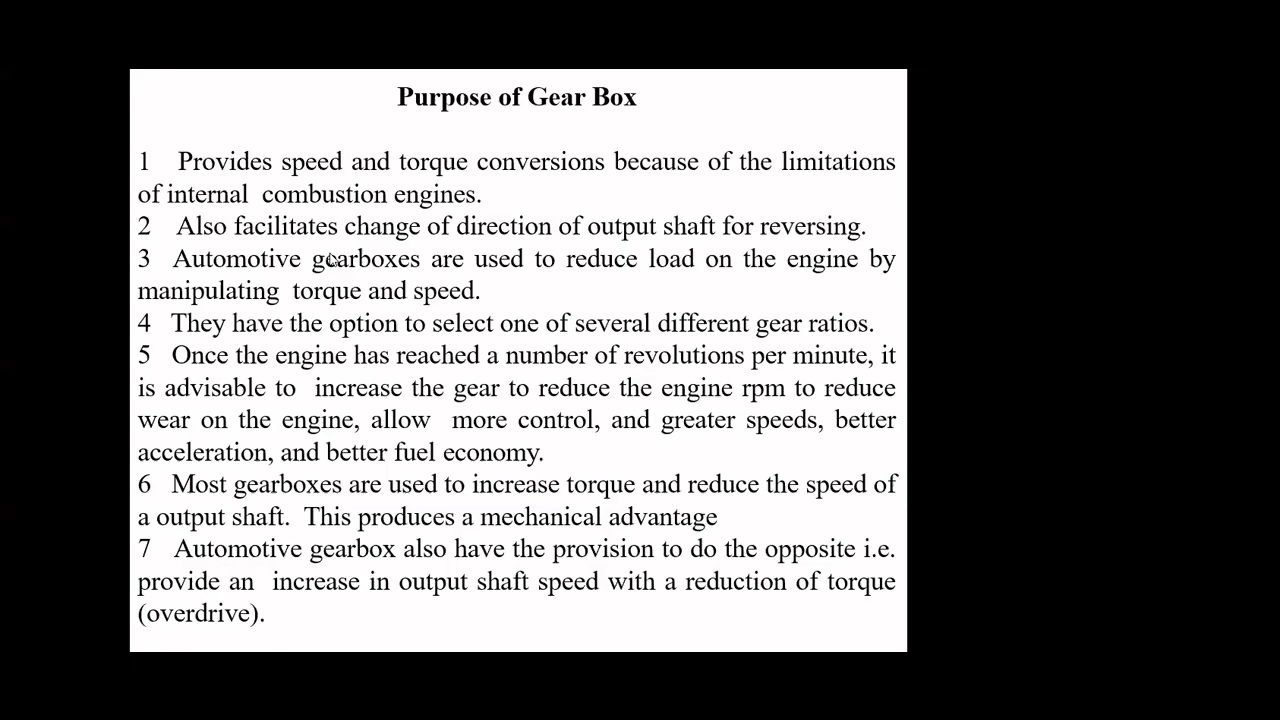 Purpose of Gear Box
1 Provides speed and torque conversions because of the limitations
of internal combustion engines.
2 Also facilitates change of direction of output shaft for reversing.
3 Automotive gearboxes are used to reduce load on the engine by
manipulating torque and speed.
4 They have the option to select one of several different gear ratios.
5 Once the engine has reached a number of revolutions per minute, it
is advisable to increase the gear to reduce the engine rpm to reduce
wear on the engine, allow more control, and greater speeds, better
acceleration, and better fuel economy.
6 Most gearboxes are used to increase torque and reduce the speed of
a output shaft. This produces a mechanical advantage
7 Automotive gearbox also have the provision to do the opposite i.e.
provide an increase in output shaft speed with a reduction of torque
(overdrive).